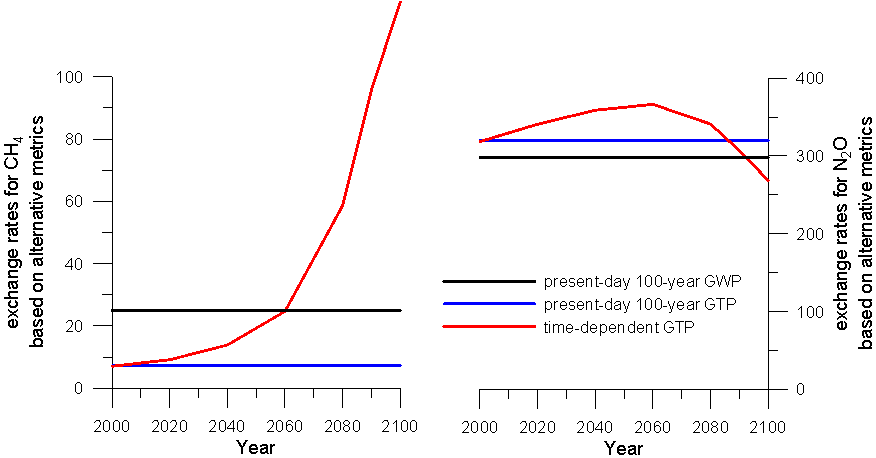 exchange rates for CH4
based on alternative metrics
100
80
60
40
20
0
2000 2020 2040 2060 2080 2100
Year
present-day 100-year GWP
present-day 100-year GTP
time-dependent GTP
400
300
200
100
0
2000 2020 2040 2060 2080 2100
Year
exchange rates for N2O
based on alternative metrics